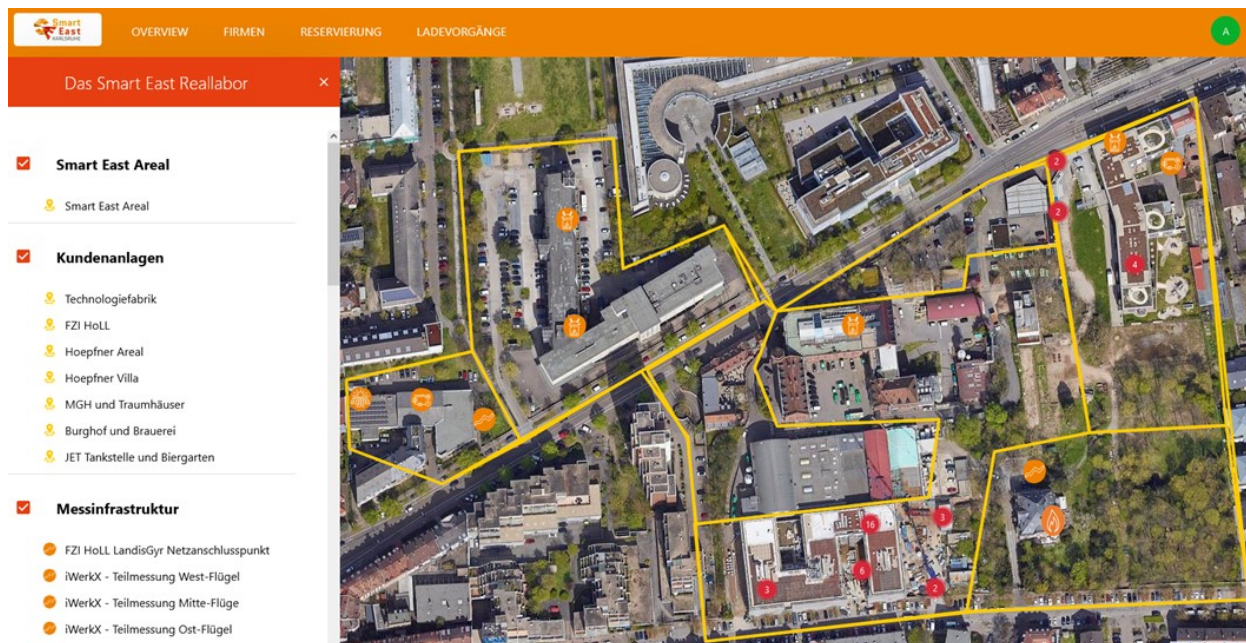 Smart
East
KARLSRUHE
OVERVIEW FIRMEN RESERVIERUNG LADEVORGÄNGE
A
Das Smart East Reallabor ×
Smart East Areal
Smart East Areal
Kundenanlagen
Technologiefabrik
FZI HoLL
Hoepfner Areal
Hoepfner Villa
MGH und Traumhäuser
Burghof und Brauerei
JET Tankstelle und Biergarten
Messinfrastruktur
FZI HoLL LandisGyr Netzanschlusspunkt
iWerkX - Teilmessung West-Flügel
iWerkX - Teilmessung Mitte-Flüge
iWerkX - Teilmessung Ost-Flügel
2
2
4
16
3
6
3
2